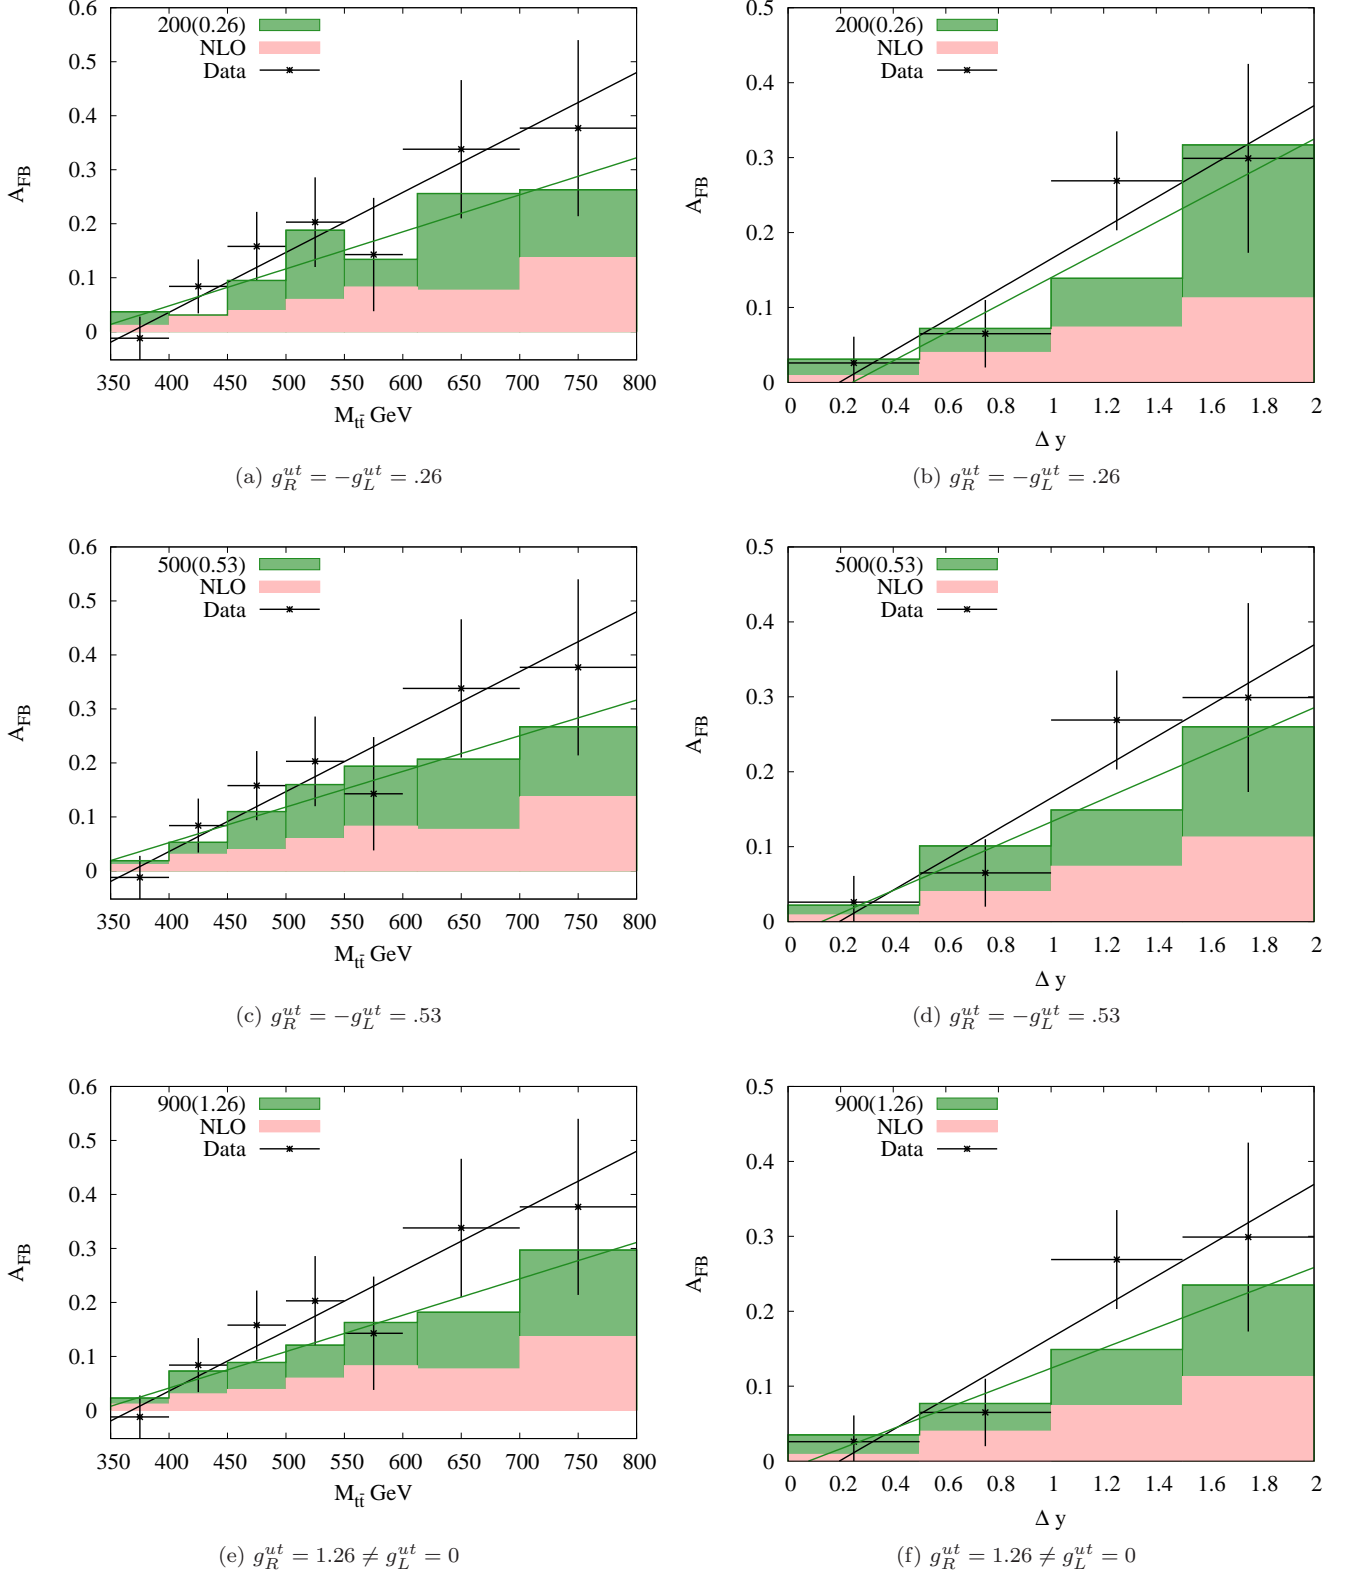 0.6
0.5
0.4
0.3
0.2
0.1
0
A_FB
200(0.26)
NLO
Data
350 400 450 500 550 600 650 700 750 800
M_tt̄ GeV
(a) g_R^{ut} = −g_L^{ut} = .26
0.5
0.4
0.3
0.2
0.1
0
A_FB
200(0.26)
NLO
Data
0 0.2 0.4 0.6 0.8 1 1.2 1.4 1.6 1.8 2
Δ y
(b) g_R^{ut} = −g_L^{ut} = .26
0.6
0.5
0.4
0.3
0.2
0.1
0
A_FB
500(0.53)
NLO
Data
350 400 450 500 550 600 650 700 750 800
M_tt̄ GeV
(c) g_R^{ut} = −g_L^{ut} = .53
0.5
0.4
0.3
0.2
0.1
0
A_FB
500(0.53)
NLO
Data
0 0.2 0.4 0.6 0.8 1 1.2 1.4 1.6 1.8 2
Δ y
(d) g_R^{ut} = −g_L^{ut} = .53
0.6
0.5
0.4
0.3
0.2
0.1
0
A_FB
900(1.26)
NLO
Data
350 400 450 500 550 600 650 700 750 800
M_tt̄ GeV
(e) g_R^{ut} = 1.26 ≠ g_L^{ut} = 0
0.5
0.4
0.3
0.2
0.1
0
A_FB
900(1.26)
NLO
Data
0 0.2 0.4 0.6 0.8 1 1.2 1.4 1.6 1.8 2
Δ y
(f) g_R^{ut} = 1.26 ≠ g_L^{ut} = 0